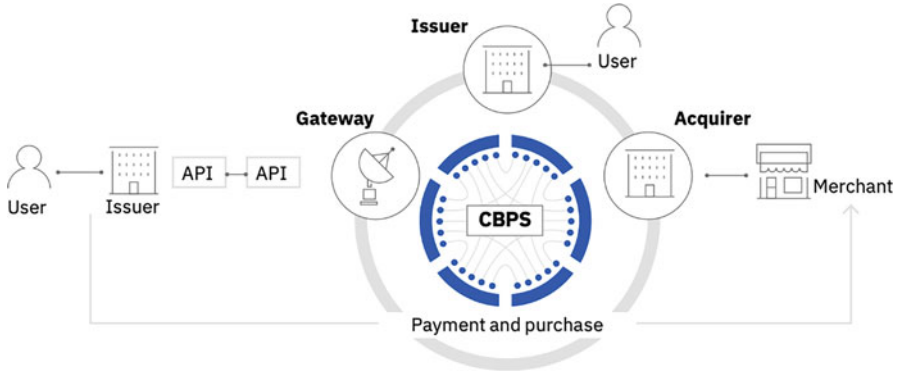 Issuer
User
Gateway
Acquirer
API
API
CBPS
User
Issuer
Merchant
Payment and purchase